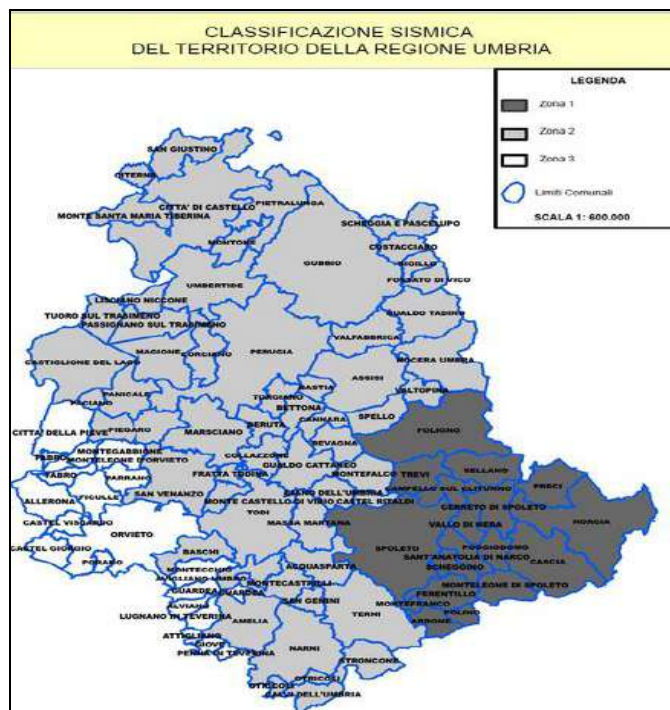 CLASSIFICAZIONE SISMICA
DEL TERRITORIO DELLA REGIONE UMBRIA
LEGENDA
Zona 1
Zona 2
Zona 3
Limiti Comunali
SCALA 1: 600.000
SAN GIUSTINO
CITERNA
CITTA' DI CASTELLO
PIETRALUNGA
MONTE SANTA MARIA TIBERINA
SCHEGGIA E PASCELUPO
MONTONE
COSTACCIARO
SIGILLO
GUBBIO
FOSSATO DI VICO
UMBERTIDE
LISCIANO NICCONE
GUALDO TADINO
TUORO SUL TRASIMENO
PASSIGNANO SUL TRASIMENO
VALFABBRICA
MAGIONE
CORCIANO
PERUGIA
NOCERA UMBRA
CASTIGLIONE DEL LAGO
ASSISI
BASTIA
VALTOPINA
PANICALE
TORGIANO
PACIANO
BETTONA
SPELLO
CANNARA
CITTA' DELLA PIEVE
PIEGARO
MARSCIANO
DERUTA
FOLIGNO
BEVAGNA
MONTEGABBIONE
COLLAZZONE
MONTELEONE D'ORVIETO
GUALDO CATTANEO
FABRO
SELLANO
FABRO
PARRANO
FRATTA TODINA
MONTEFALCO
TREVI
PRECI
ALLERONA
FICULLE
SAN VENANZO
GIANO DELL'UMBRIA
CAMPELLO SUL CLITUNNO
MONTE CASTELLO DI VIBIO
CASTEL RITALDI
CERRETO DI SPOLETO
TODI
CASTEL VISCARDO
MASSA MARTANA
VALLO DI NERA
NORCIA
ORVIETO
CASTEL GIORGIO
PORANO
BASCHI
SPOLETO
POGGIODOMO
SANT'ANATOLIA DI NARCO
MONTECCHIO
ACQUASPARTA
SCHEGGINO
CASCIA
AVIGLIANO UMBRO
MONTECASTRILLI
MONTELEONE DI SPOLETO
GUARDEA
GUARDEA
FERENTILLO
ALVIANO
SAN GEMINI
MONTEFRANCO
POLINO
LUGNANO IN TEVERINA
AMELIA
TERNI
ARRONE
ATTIGLIANO
GIOVE
PENNA IN TEVERINA
NARNI
STRONCONE
OTRICOLI
OTRICOLI
CALVI DELL'UMBRIA